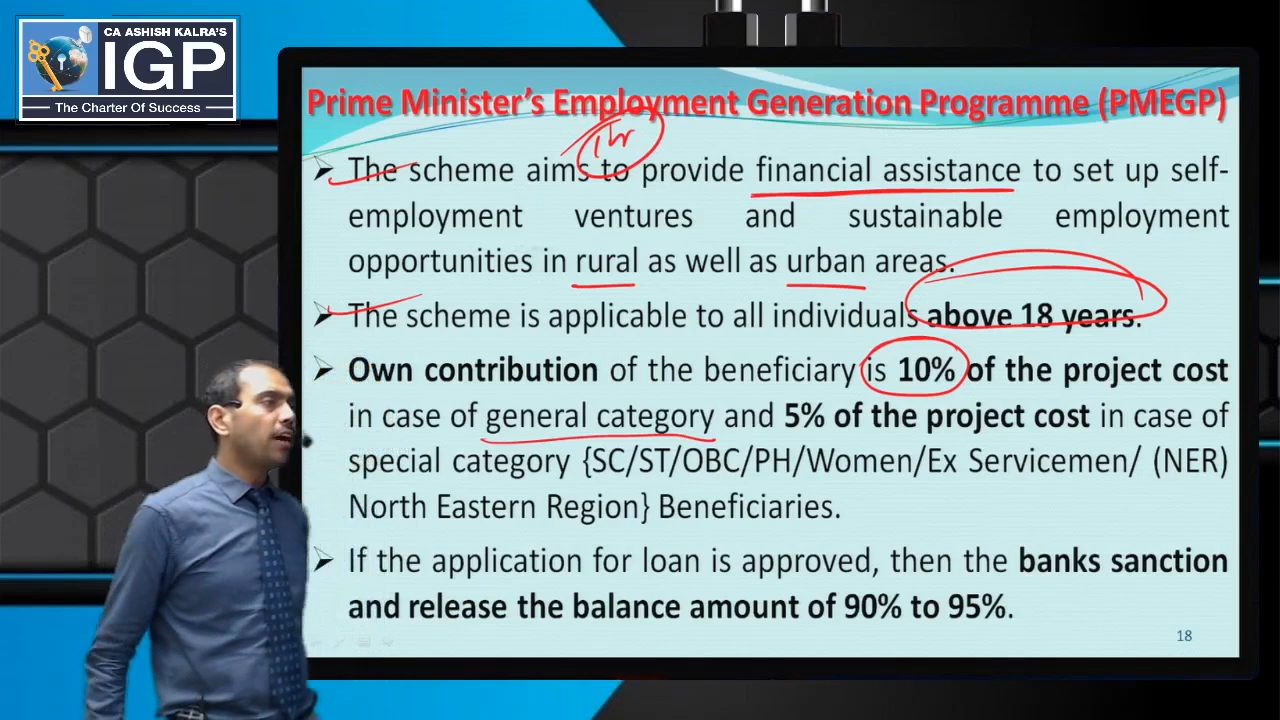 CA ASHISH KALRA'S
IGP
The Charter Of Success
Prime Minister's Employment Generation Programme (PMEGP)
The scheme aims to provide financial assistance to set up self-
employment ventures and sustainable employment
opportunities in rural as well as urban areas.
The scheme is applicable to all individuals above 18 years.
Own contribution of the beneficiary is 10% of the project cost
in case of general category and 5% of the project cost in case of
special category {SC/ST/OBC/PH/Women/Ex Servicemen/ (NER)
North Eastern Region} Beneficiaries.
If the application for loan is approved, then the banks sanction
and release the balance amount of 90% to 95%.
18